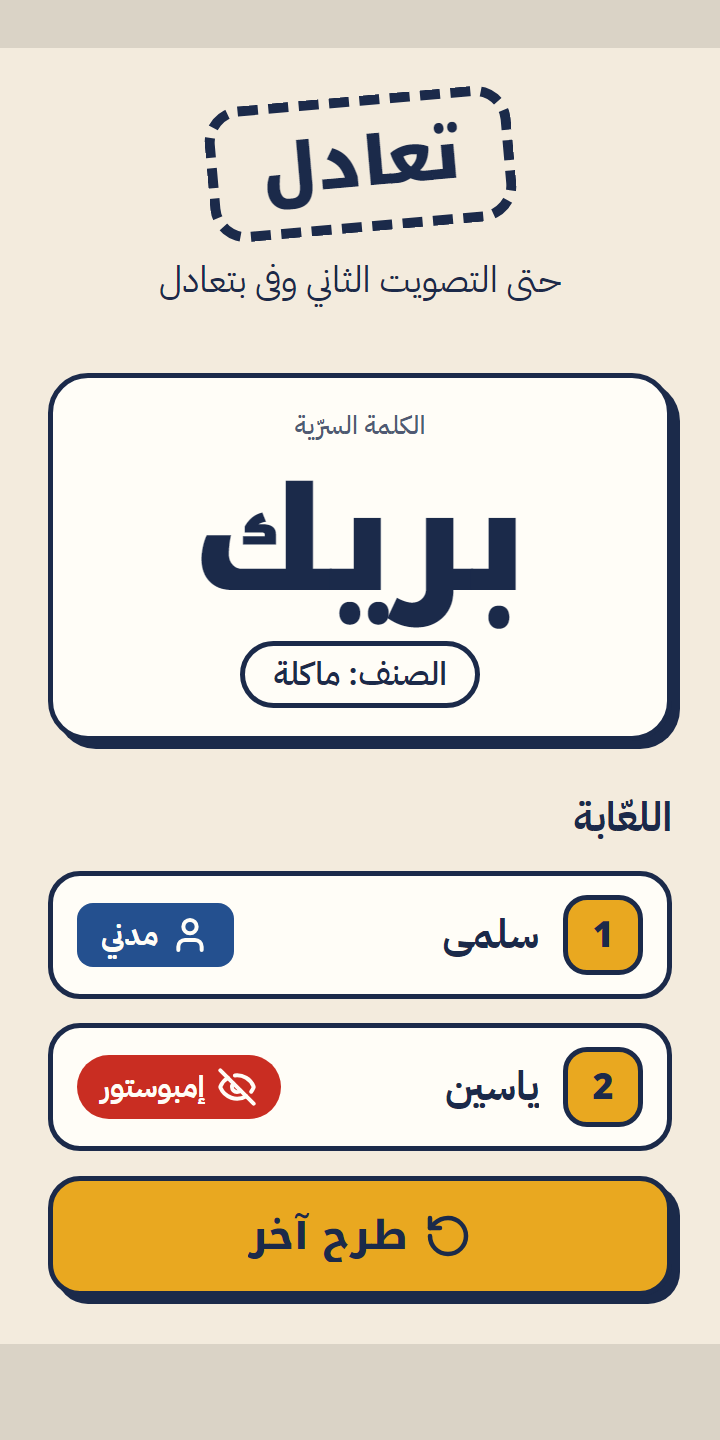 تعادل
حتى التصويت الثاني وفى بتعادل
الكلمة السرّية
بريك
الصنف: ماكلة
اللعّابة
1 سلمى مدني
2 ياسين إمبوستور
طرح آخر